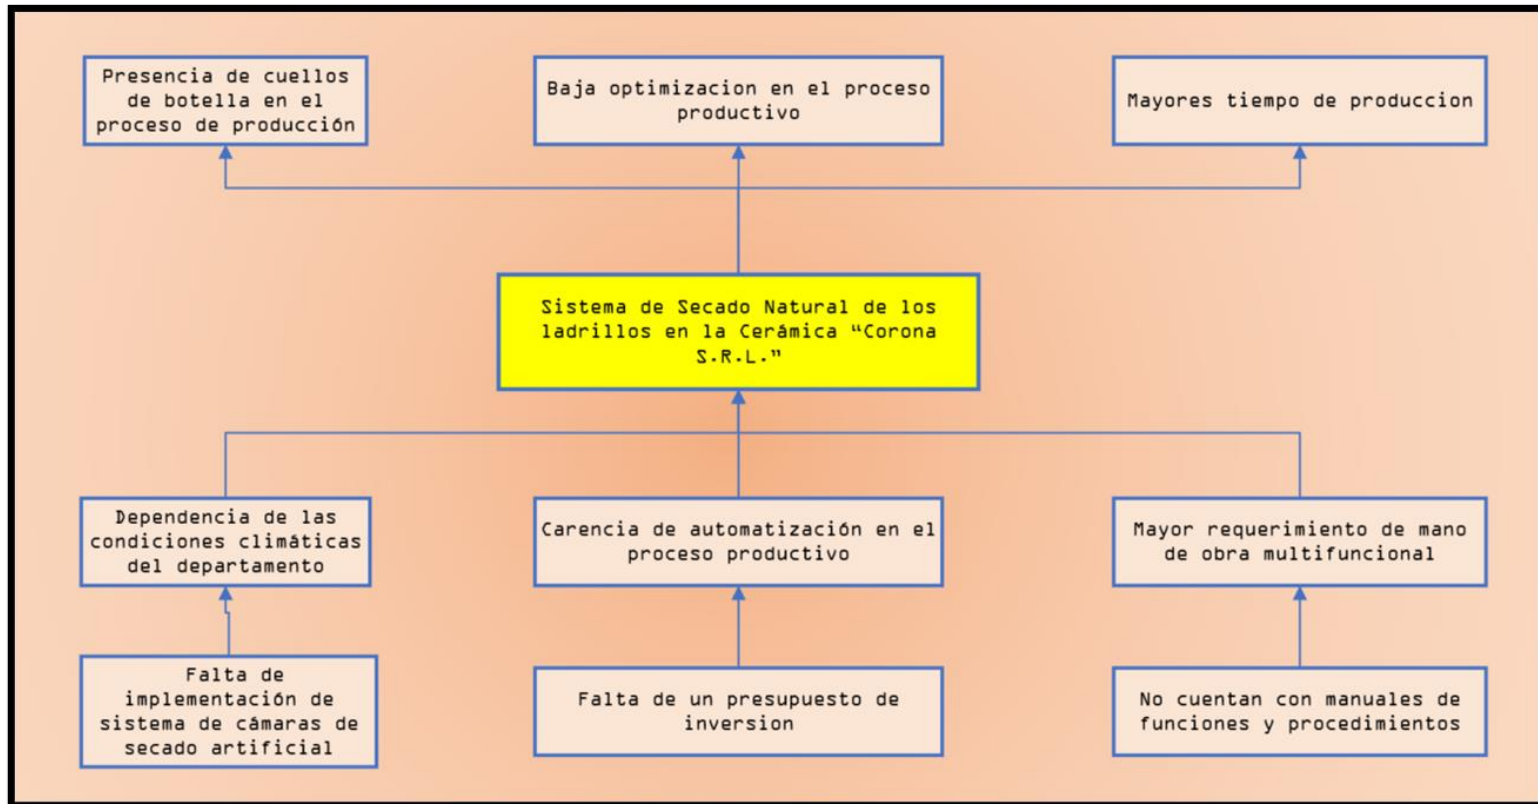 Presencia de cuellos
de botella en el
proceso de producción
Baja optimizacion en el proceso
productivo
Mayores tiempo de produccion
Sistema de Secado Natural de los
ladrillos en la Cerámica “Corona
S.R.L.”
Dependencia de las
condiciones climáticas
del departamento
Carencia de automatización en el
proceso productivo
Mayor requerimiento de mano
de obra multifuncional
Falta de
implementación de
sistema de cámaras de
secado artificial
Falta de un presupuesto de
inversion
No cuentan con manuales de
funciones y procedimientos